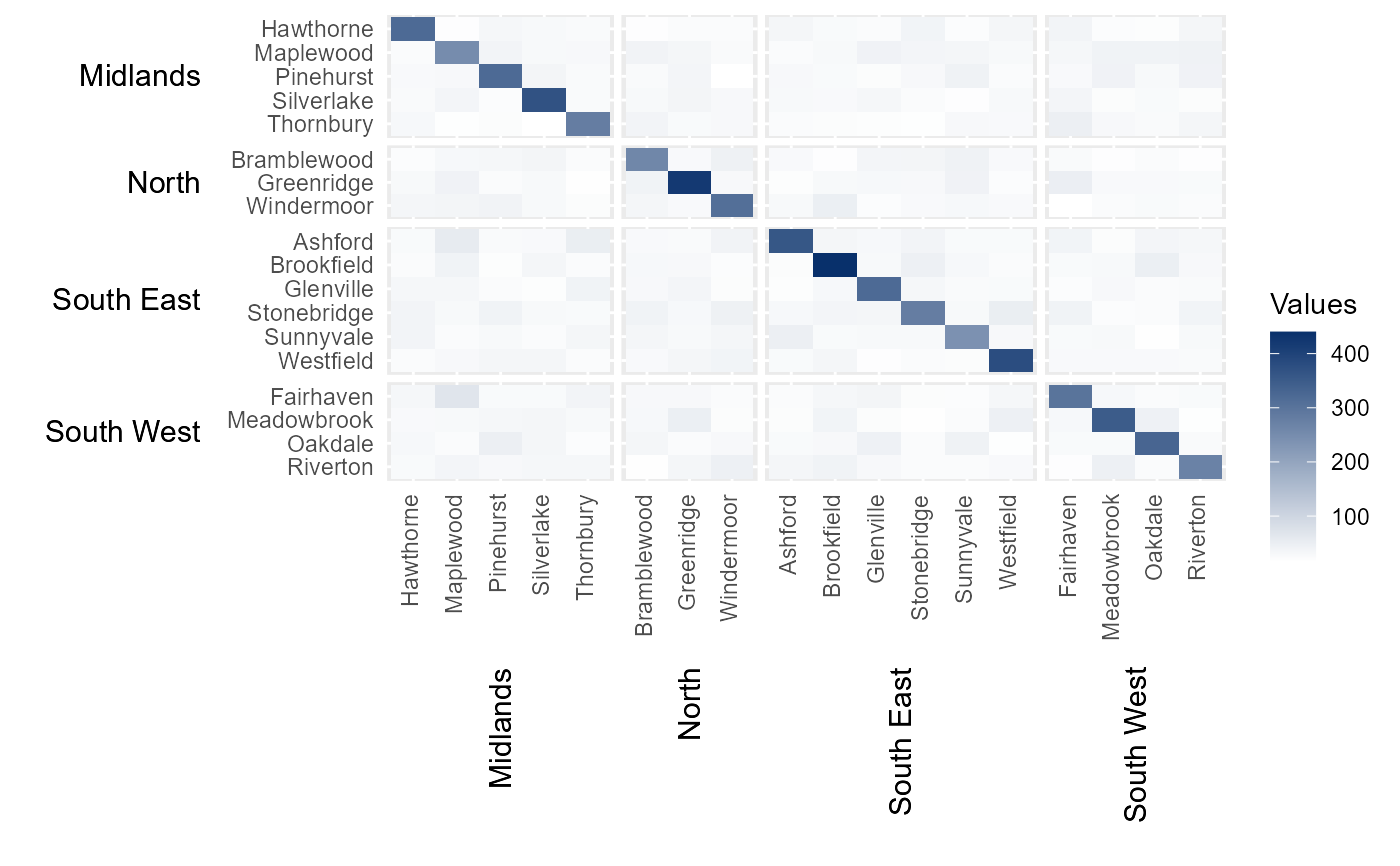 Midlands
Hawthorne
Maplewood
Pinehurst
Silverlake
Thornbury
North
Bramblewood
Greenridge
Windermoor
South East
Ashford
Brookfield
Glenville
Stonebridge
Sunnyvale
Westfield
South West
Fairhaven
Meadowbrook
Oakdale
Riverton
Hawthorne
Maplewood
Pinehurst
Silverlake
Thornbury
Bramblewood
Greenridge
Windermoor
Ashford
Brookfield
Glenville
Stonebridge
Sunnyvale
Westfield
Fairhaven
Meadowbrook
Oakdale
Riverton
Midlands
North
South East
South West
Values
400
300
200
100